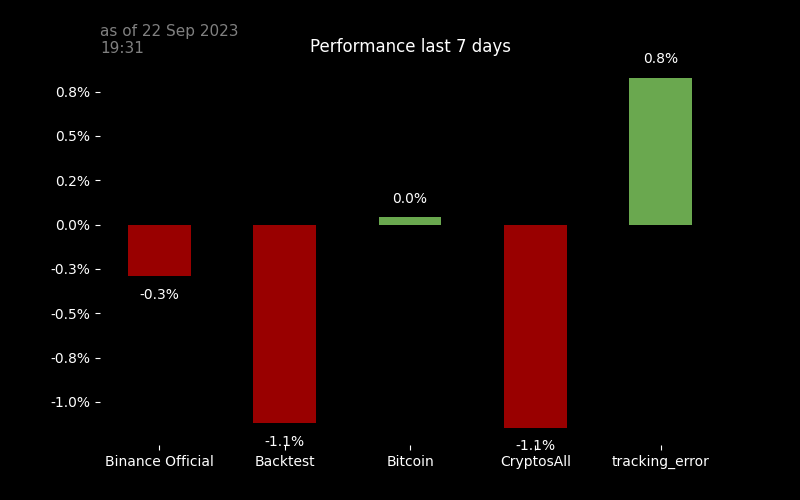 as of 22 Sep 2023
19:31
Performance last 7 days
0.8%
0.8%
0.5%
0.2%
0.0%
0.0%
-0.3%
-0.3%
-0.5%
-0.8%
-1.0%
-1.1%
-1.1%
Binance Official
Backtest
Bitcoin
CryptosAll
tracking_error